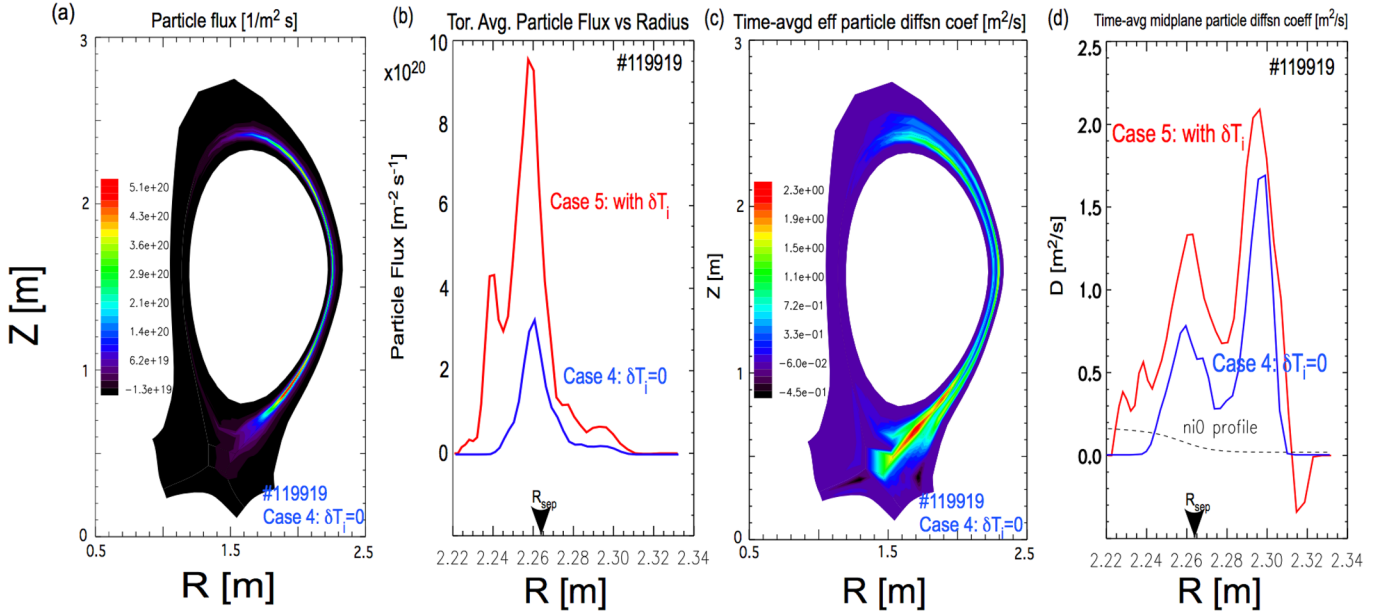 (a)
Particle flux [1/m² s]
Z [m]
3
2
1
0
0.5
1.5
2.5
R [m]
5.1e+20
4.3e+20
3.6e+20
2.9e+20
2.1e+20
1.4e+20
6.2e+19
-1.3e+19
#119919
Case 4: δTᵢ=0
(b)
Tor. Avg. Particle Flux vs Radius
x10²⁰
#119919
Particle Flux [m⁻² s⁻¹]
10
8
6
4
2
0
Case 5: with δTᵢ
Case 4: δTᵢ=0
R_sep
2.22 2.24 2.26 2.28 2.30 2.32 2.34
R [m]
(c)
Time-avgd eff particle diffsn coef [m²/s]
Z [m]
3
2
1
0
0.5
1.5
2.5
R [m]
2.3e+00
1.9e+00
1.5e+00
1.1e+00
7.2e-01
3.3e-01
-6.0e-02
-4.5e-01
#119919
Case 4: δTᵢ=0
(d)
Time-avg midplane particle diffsn coeff [m²/s]
#119919
D [m²/s]
2.5
2.0
1.5
1.0
0.5
0.0
Case 5: with δTᵢ
Case 4: δTᵢ=0
ni0 profile
R_sep
2.22 2.24 2.26 2.28 2.30 2.32 2.34
R [m]